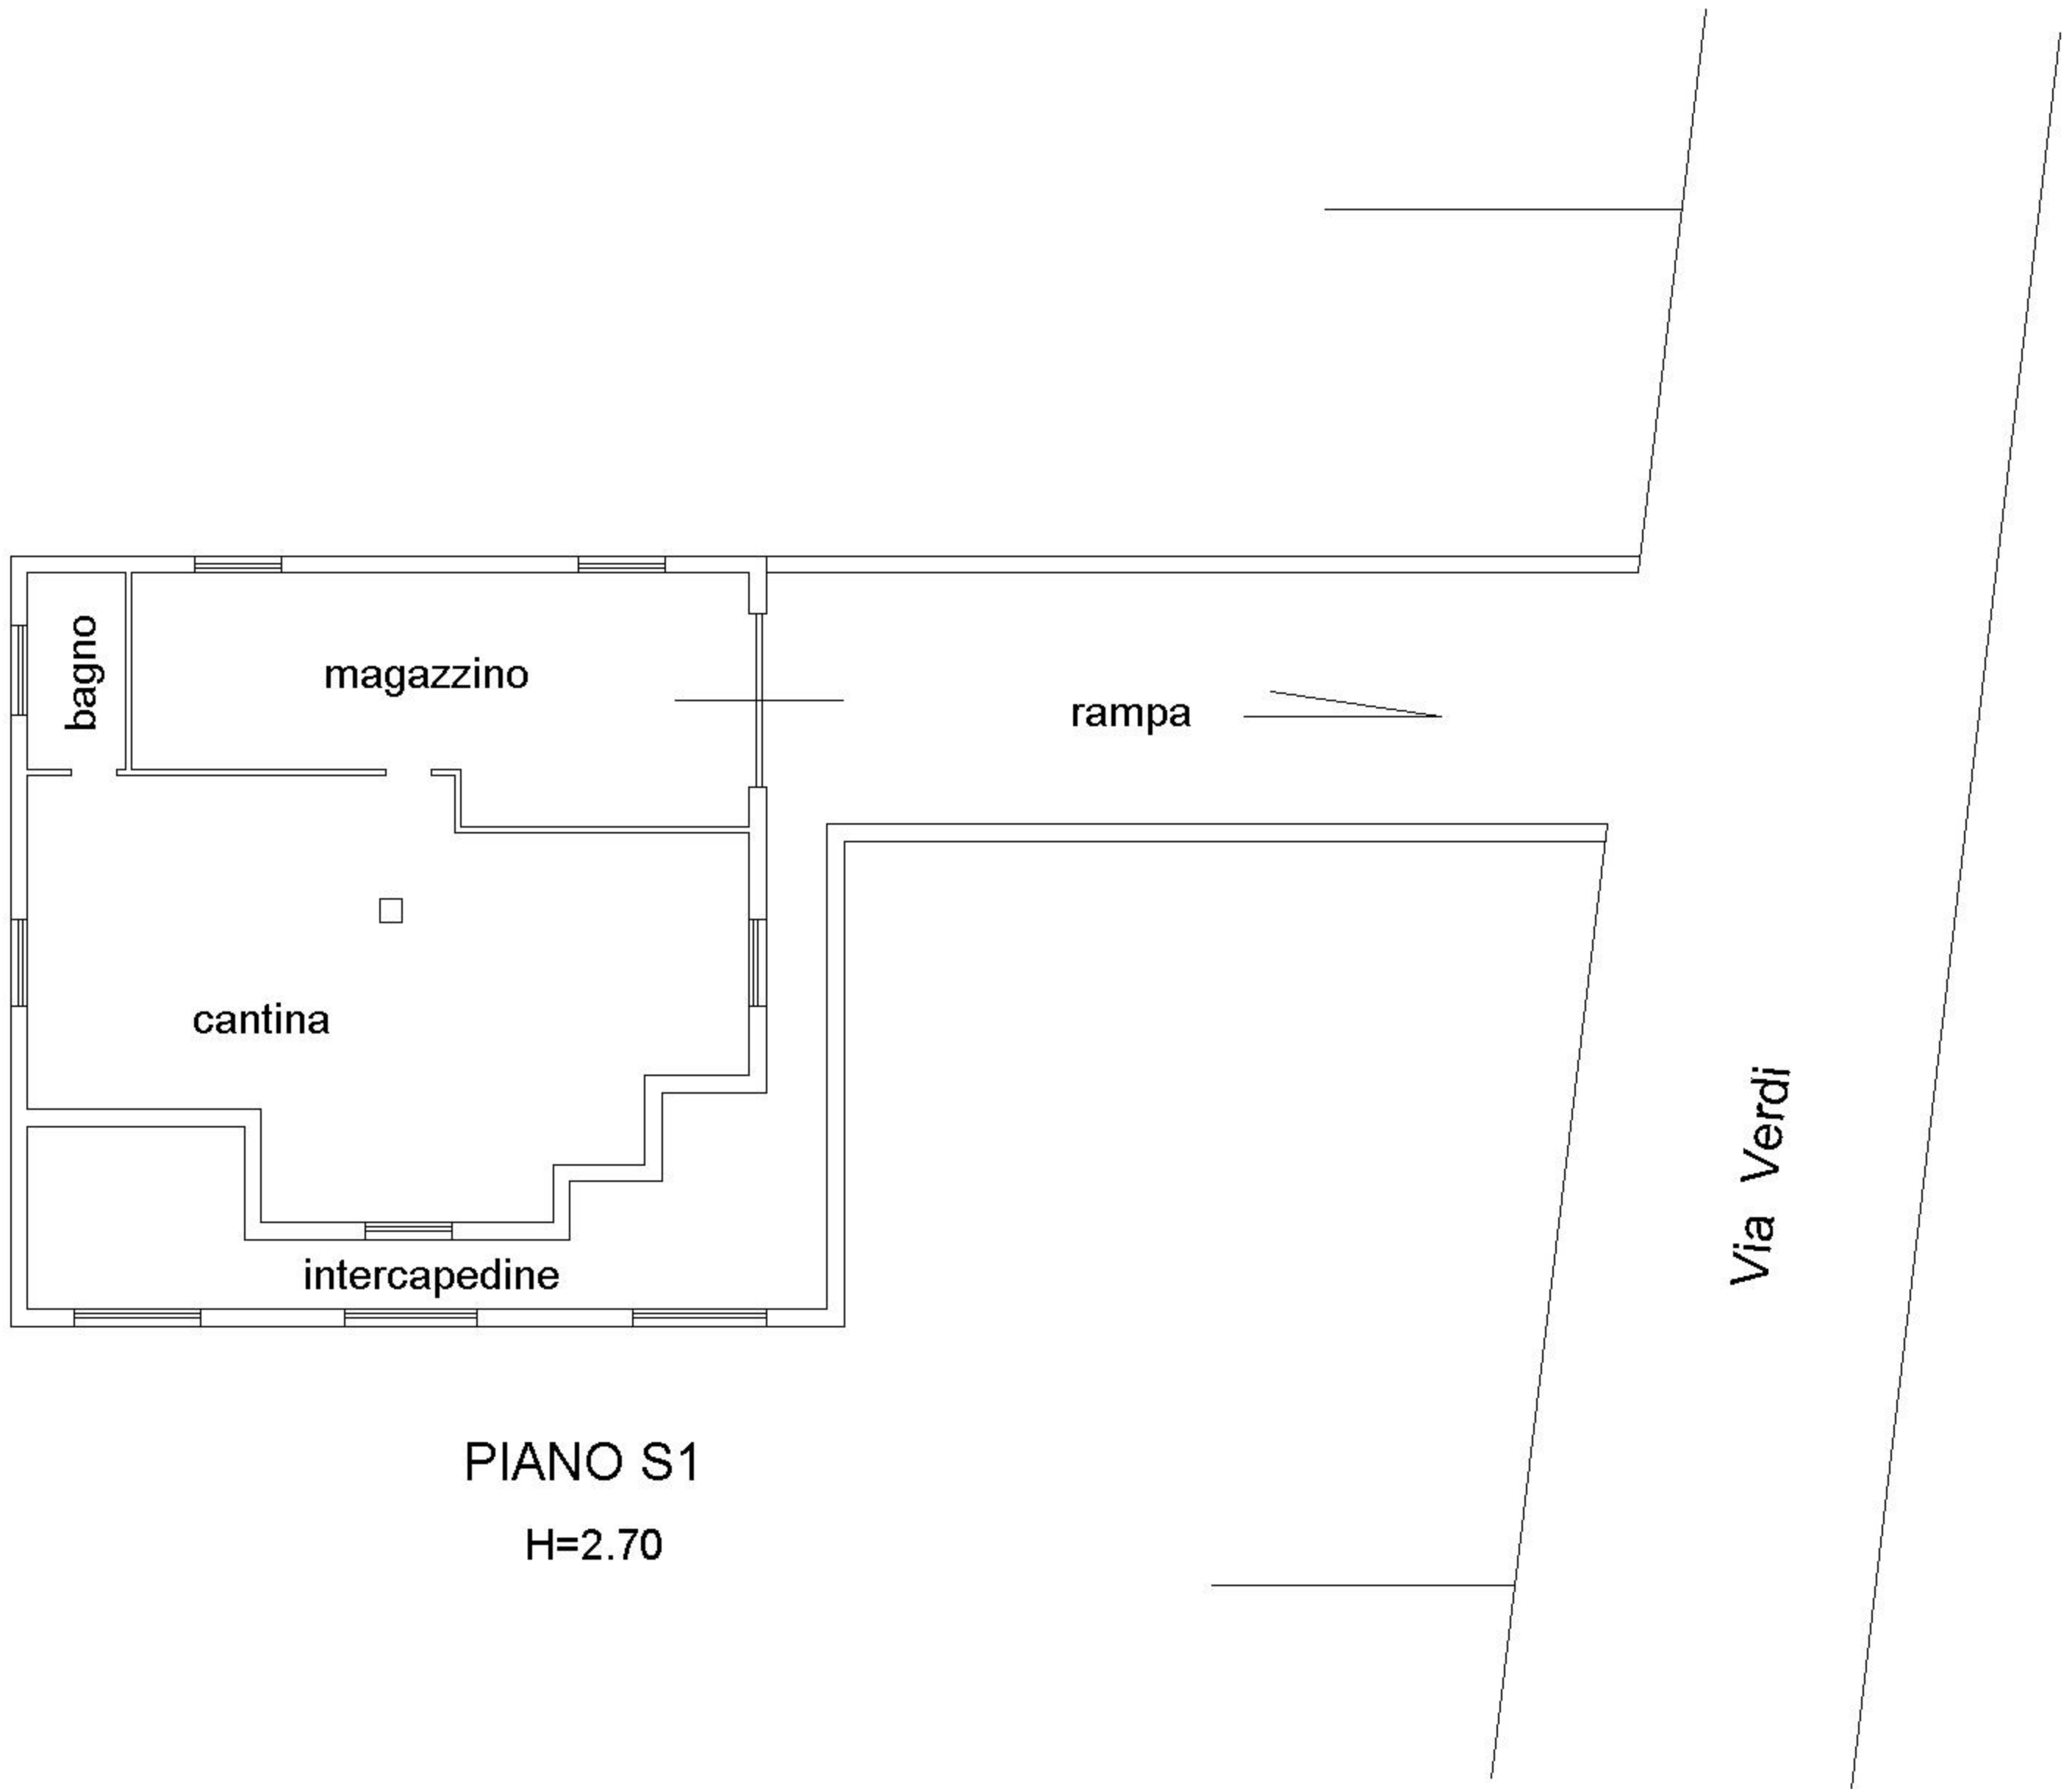 bagno
magazzino
rampa
cantina
Via Verdi
intercapedine
PIANO S1
H=2.70